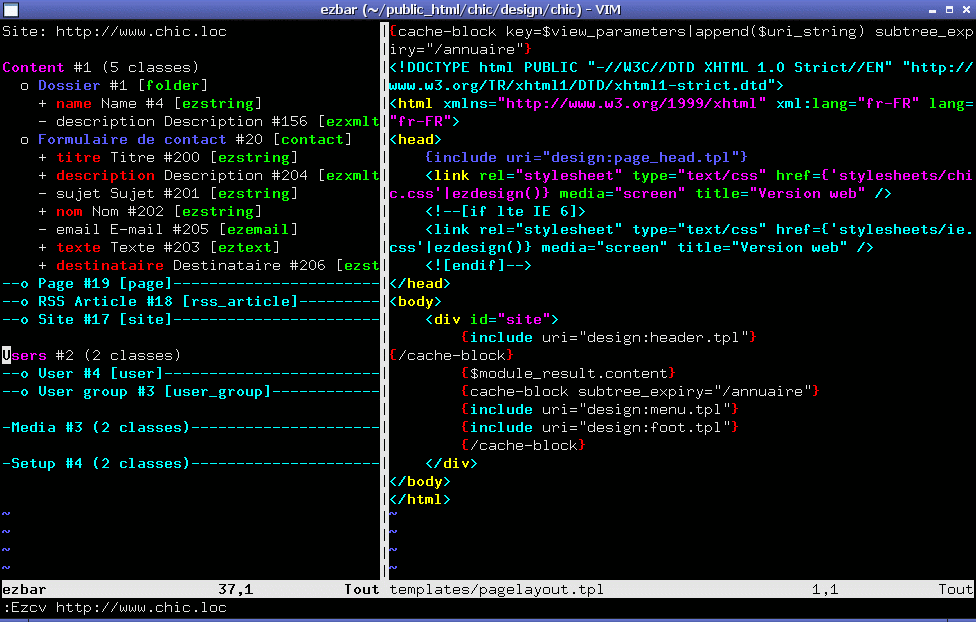 ezbar (~/public_html/chic/design/chic) - VIM
Site: http://www.chic.loc
Content #1 (5 classes)
o Dossier #1 [folder]
+ name Name #4 [ezstring]
- description Description #156 [ezxmlt
o Formulaire de contact #20 [contact]
+ titre Titre #200 [ezstring]
+ description Description #204 [ezxmlt
- sujet Sujet #201 [ezstring]
+ nom Nom #202 [ezstring]
- email E-mail #205 [ezemail]
+ texte Texte #203 [eztext]
+ destinataire Destinataire #206 [ezst
--o Page #19 [page]-----------------------
--o RSS Article #18 [rss_article]---------
--o Site #17 [site]-----------------------
Users #2 (2 classes)
--o User #4 [user]------------------------
--o User group #3 [user_group]------------
-Media #3 (2 classes)---------------------
-Setup #4 (2 classes)---------------------
~
~
~
~
ezbar 37,1 Tout
{cache-block key=$view_parameters|append($uri_string) subtree_exp
iry="/annuaire"}
<!DOCTYPE html PUBLIC "-//W3C//DTD XHTML 1.0 Strict//EN" "http://
www.w3.org/TR/xhtml1/DTD/xhtml1-strict.dtd">
<html xmlns="http://www.w3.org/1999/xhtml" xml:lang="fr-FR" lang=
"fr-FR">
<head>
{include uri="design:page_head.tpl"}
<link rel="stylesheet" type="text/css" href={'stylesheets/chi
c.css'|ezdesign()} media="screen" title="Version web" />
<!--[if lte IE 6]>
<link rel="stylesheet" type="text/css" href={'stylesheets/ie.
css'|ezdesign()} media="screen" title="Version web" />
<![endif]-->
</head>
<body>
<div id="site">
{include uri="design:header.tpl"}
{/cache-block}
{$module_result.content}
{cache-block subtree_expiry="/annuaire"}
{include uri="design:menu.tpl"}
{include uri="design:foot.tpl"}
{/cache-block}
</div>
</body>
</html>
~
~
~
~
templates/pagelayout.tpl 1,1 Tout
:Ezcv http://www.chic.loc